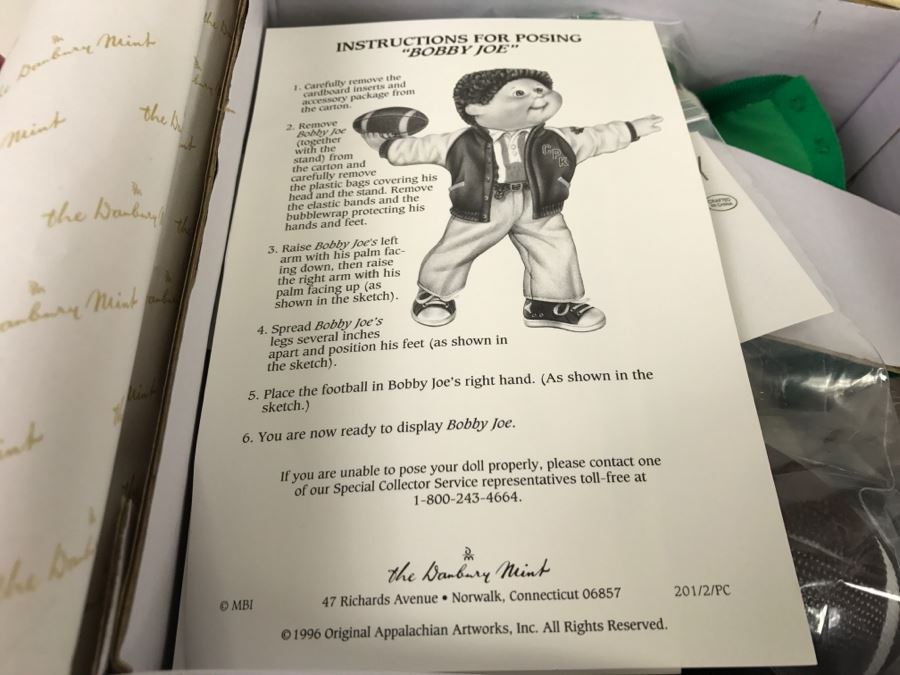 INSTRUCTIONS FOR POSING
"BOBBY JOE"
1. Carefully remove the
cardboard inserts and
accessory package from
the carton.
2. Remove
Bobby Joe
(together
with the
stand) from
the carton and
carefully remove
the plastic bags covering his
head and the stand. Remove
the elastic bands and the
bubblewrap protecting his
hands and feet.
3. Raise Bobby Joe's left
arm with his palm fac-
ing down, then raise
the right arm with his
palm facing up (as
shown in the sketch).
4. Spread Bobby Joe's
legs several inches
apart and position his feet (as shown in
the sketch).
5. Place the football in Bobby Joe's right hand. (As shown in the
sketch.)
6. You are now ready to display Bobby Joe.
If you are unable to pose your doll properly, please contact one
of our Special Collector Service representatives toll-free at
1-800-243-4664.
the Danbury Mint
47 Richards Avenue • Norwalk, Connecticut 06857
© MBI
201/2/PC
© 1996 Original Appalachian Artworks, Inc. All Rights Reserved.
CPK
Danbury Mint
Mint
the D
the Danbury
the
anbury Mint
Mint
the Danb
CRAFTED
IN CHINA